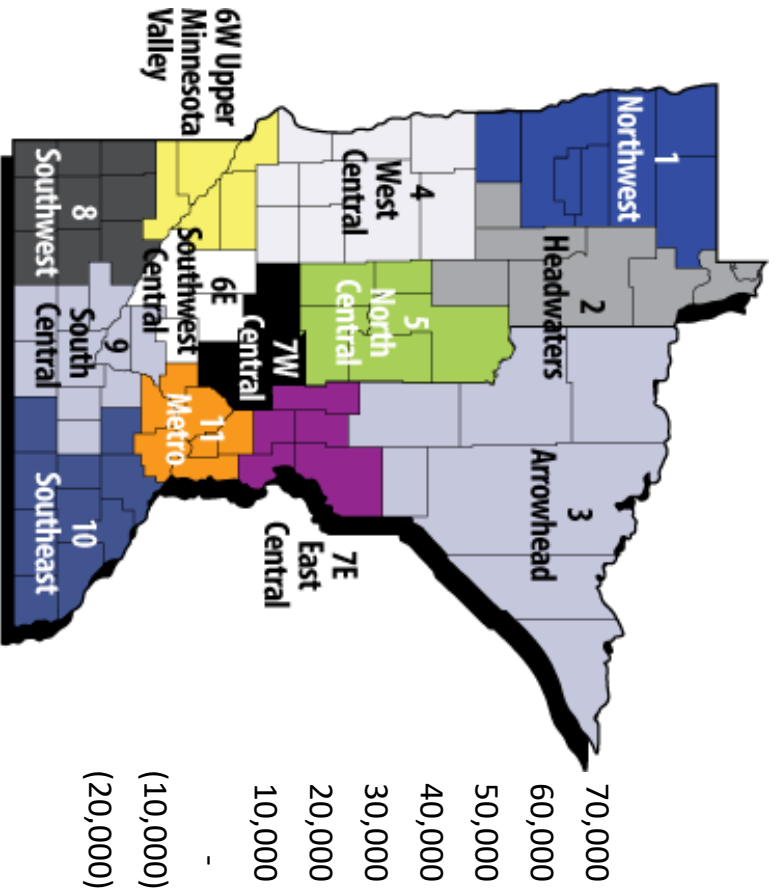 1
Northwest
2
Headwaters
3
Arrowhead
4
West
Central
5
North
Central
6W Upper
Minnesota
Valley
6E
Southwest
Central
7W
Central
7E
East
Central
8
Southwest
9
South
Central
10
Southeast
11
Metro
70,000
60,000
50,000
40,000
30,000
20,000
10,000
-
(10,000)
(20,000)